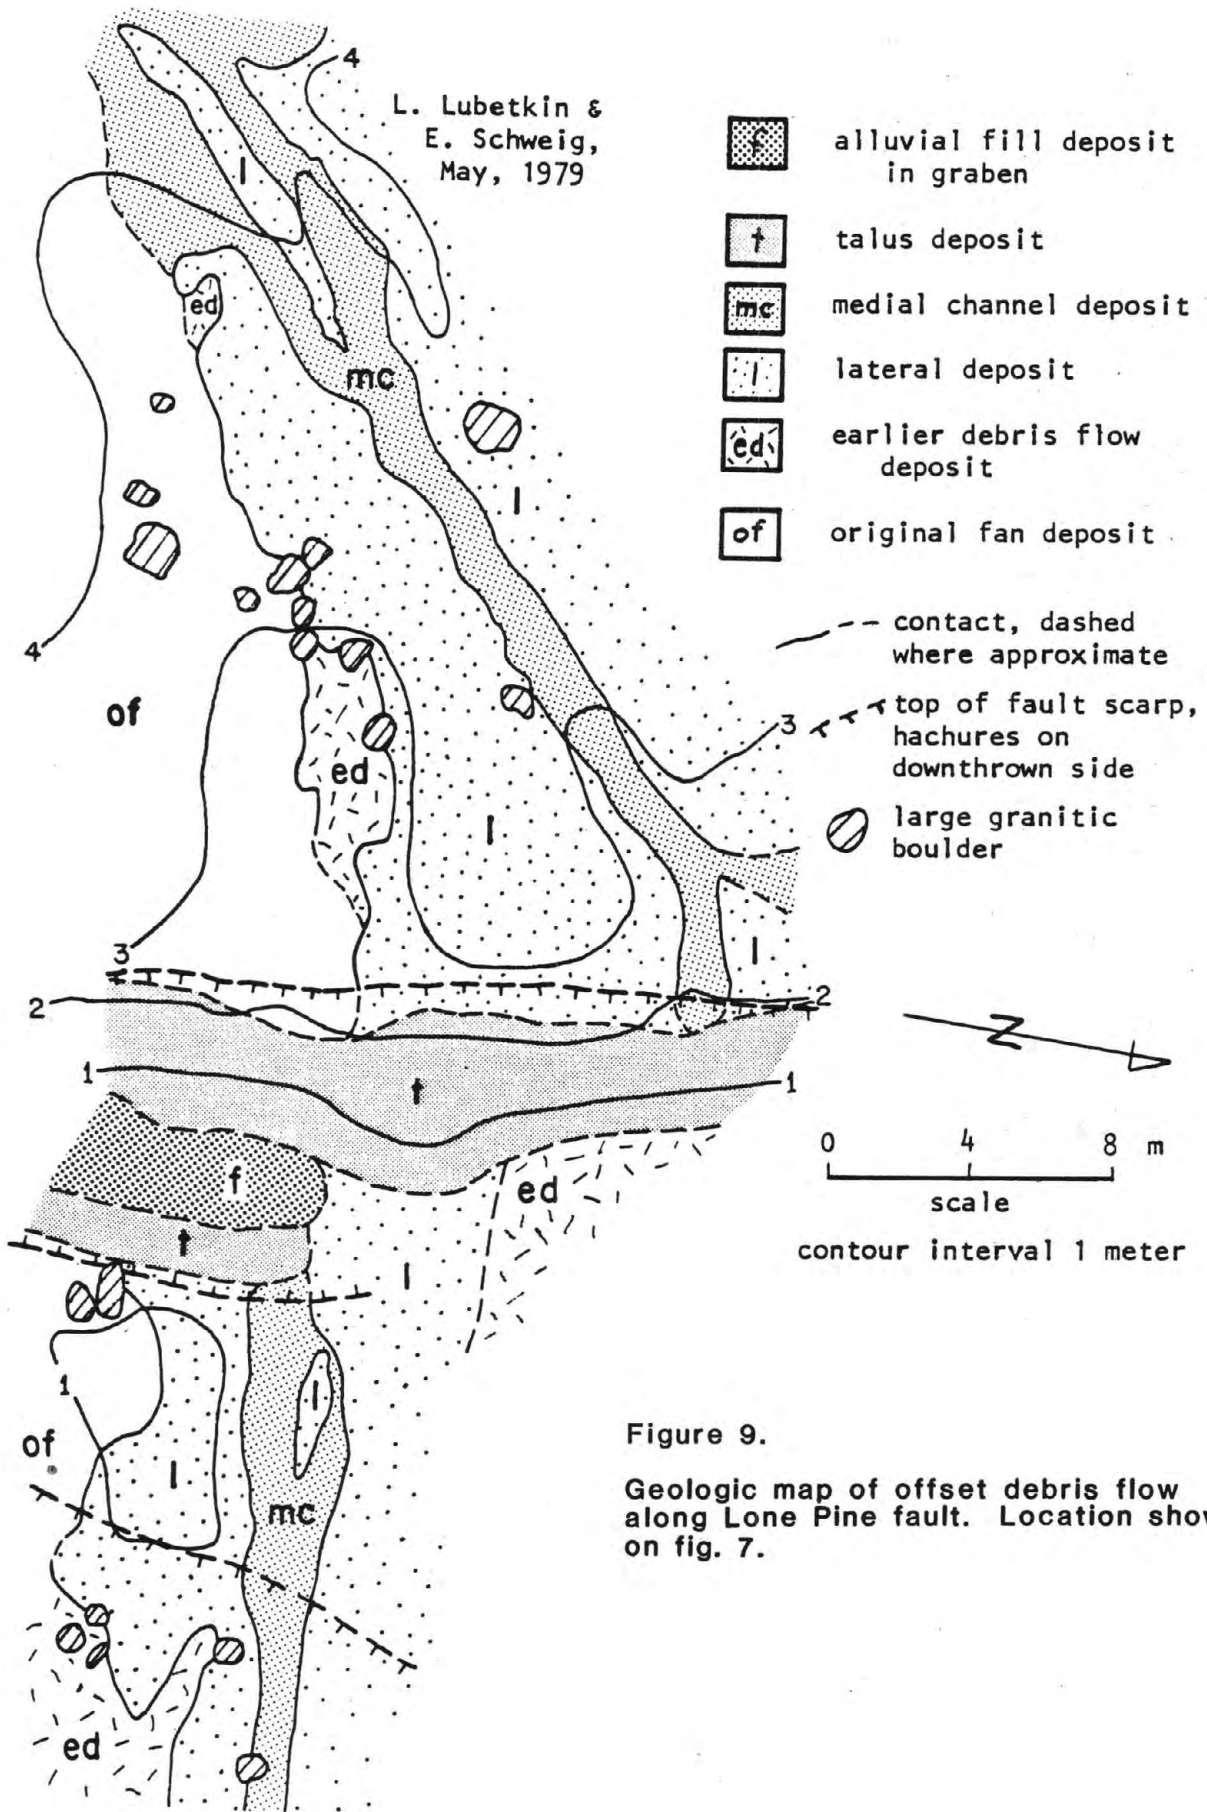 4
L. Lubetkin &
E. Schweig,
May, 1979
f
alluvial fill deposit
in graben
t
talus deposit
mc
medial channel deposit
l
lateral deposit
ed
earlier debris flow
deposit
of
original fan deposit
contact, dashed
where approximate
top of fault scarp,
hachures on
downthrown side
large granitic
boulder
l
ed
mc
l
4
of
ed
3
l
3
l
2
2
1
t
1
N
f
ed
0 4 8 m
scale
t
l
contour interval 1 meter
1
l
of
l
mc
ed
Figure 9.
Geologic map of offset debris flow
along Lone Pine fault. Location show
on fig. 7.